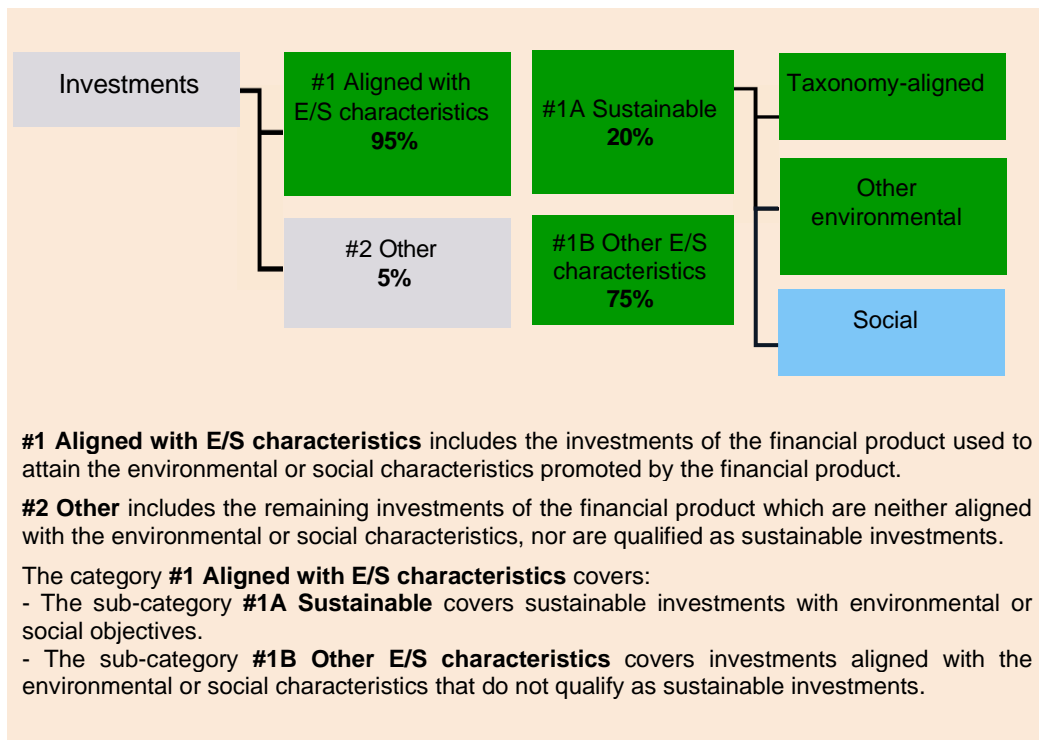 Investments
#1 Aligned with
E/S characteristics
95%
#2 Other
5%
#1A Sustainable
20%
#1B Other E/S
characteristics
75%
Taxonomy-aligned
Other
environmental
Social
#1 Aligned with E/S characteristics includes the investments of the financial product used to
attain the environmental or social characteristics promoted by the financial product.
#2 Other includes the remaining investments of the financial product which are neither aligned
with the environmental or social characteristics, nor are qualified as sustainable investments.
The category #1 Aligned with E/S characteristics covers:
- The sub-category #1A Sustainable covers sustainable investments with environmental or
social objectives.
- The sub-category #1B Other E/S characteristics covers investments aligned with the
environmental or social characteristics that do not qualify as sustainable investments.